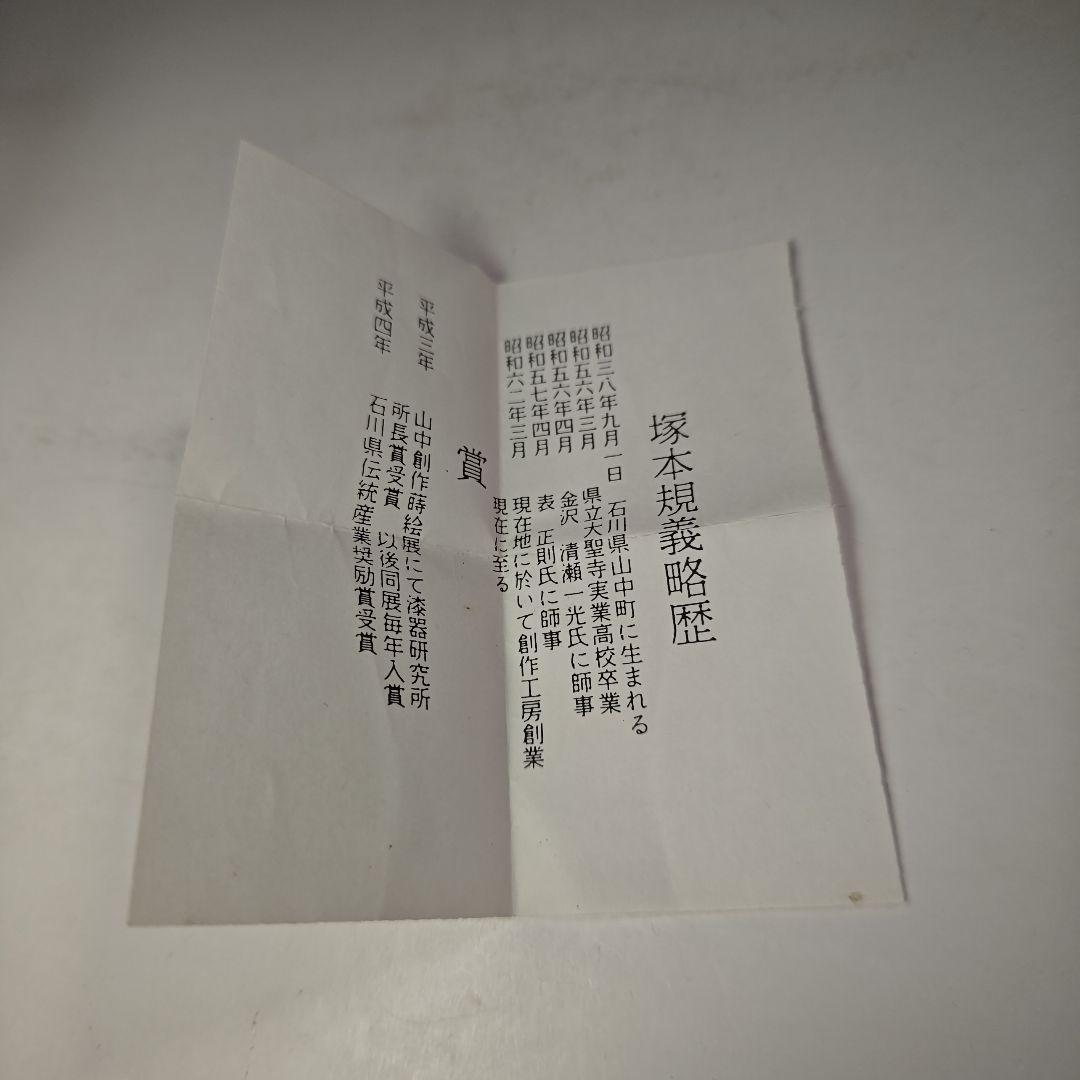 塚本規義略歴
昭和三八年九月一日 石川県山中町に生まれる
昭和五六年三月 県立大聖寺実業高校卒業
昭和五六年四月 金沢 清瀬一光氏に師事
昭和五七年四月 表 正則氏に師事
昭和六二年三月 現在地に於いて創作工房創業
現在に至る
賞
平成三年 山中創作蒔絵展にて漆器研究所
所長賞受賞 以後同展毎年入賞
平成四年 石川県伝統産業奨励賞受賞